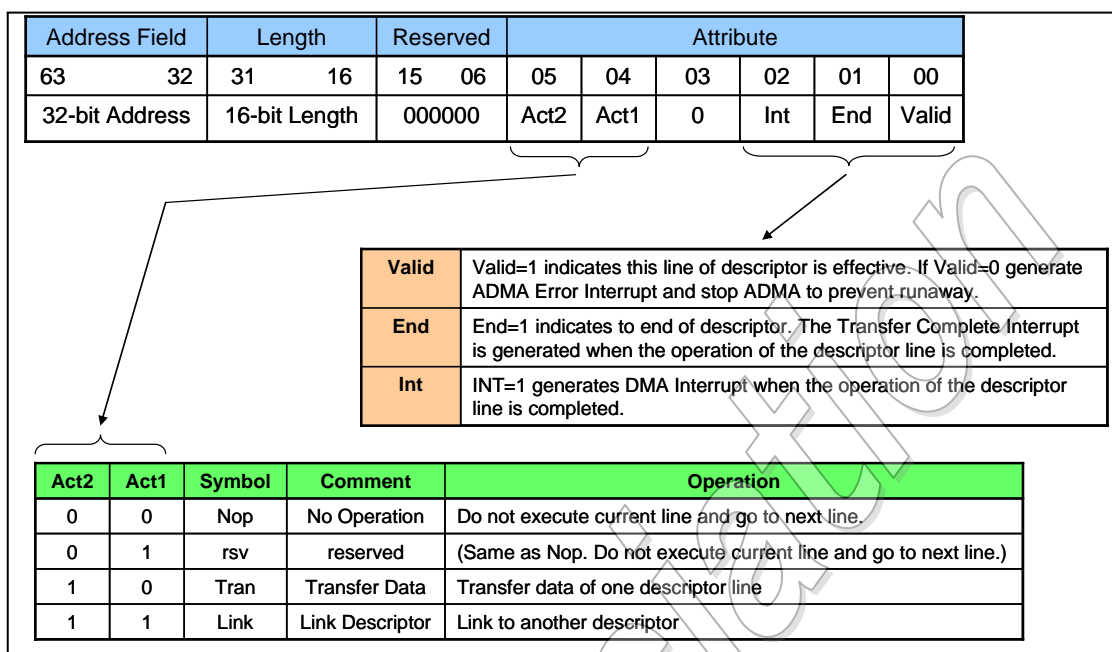 Address Field Length Reserved Attribute
63 32 31 16 15 06 05 04 03 02 01 00
32-bit Address 16-bit Length 000000 Act2 Act1 0 Int End Valid
Valid Valid=1 indicates this line of descriptor is effective. If Valid=0 generate
ADMA Error Interrupt and stop ADMA to prevent runaway.
End End=1 indicates to end of descriptor. The Transfer Complete Interrupt
is generated when the operation of the descriptor line is completed.
Int INT=1 generates DMA Interrupt when the operation of the descriptor
line is completed.
Act2 Act1 Symbol Comment Operation
0 0 Nop No Operation Do not execute current line and go to next line.
0 1 rsv reserved (Same as Nop. Do not execute current line and go to next line.)
1 0 Tran Transfer Data Transfer data of one descriptor line
1 1 Link Link Descriptor Link to another descriptor